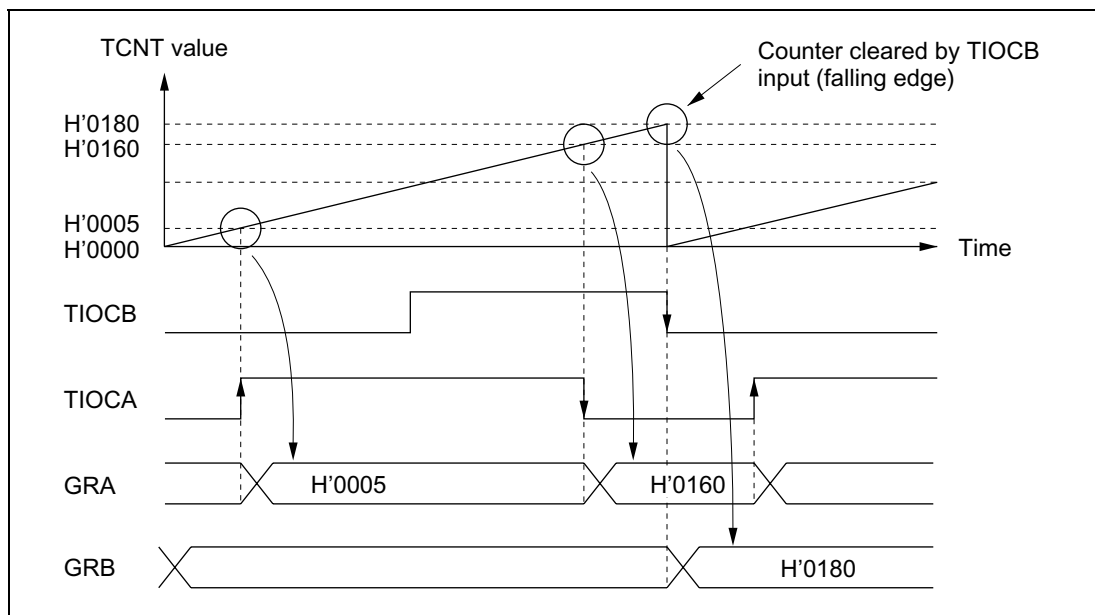 TCNT value
Counter cleared by TIOCB
input (falling edge)
H'0180
H'0160
H'0005
H'0000
Time
TIOCB
TIOCA
GRA
H'0005
H'0160
GRB
H'0180